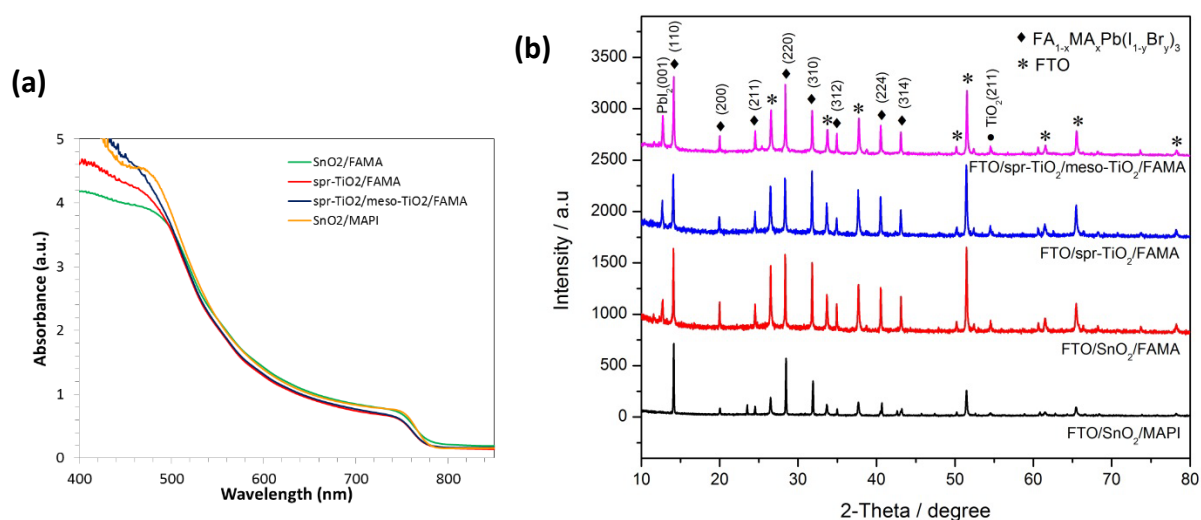 (a)
Absorbance (a.u.)
5
4
3
2
1
0
400
500
600
700
800
Wavelength (nm)
SnO2/FAMA
spr-TiO2/FAMA
spr-TiO2/meso-TiO2/FAMA
SnO2/MAPI
(b)
Intensity / a.u
3500
3000
2500
2000
1500
1000
500
0
♦ FA₁₋ₓMAₓPb(I₁₋yBry)₃
* FTO
PbI₂(001)
(110)
(200)
(211)
(220)
(310)
(312)
(224)
(314)
TiO₂(211)
FTO/spr-TiO₂/meso-TiO₂/FAMA
FTO/spr-TiO₂/FAMA
FTO/SnO₂/FAMA
FTO/SnO₂/MAPI
10
20
30
40
50
60
70
80
2-Theta / degree